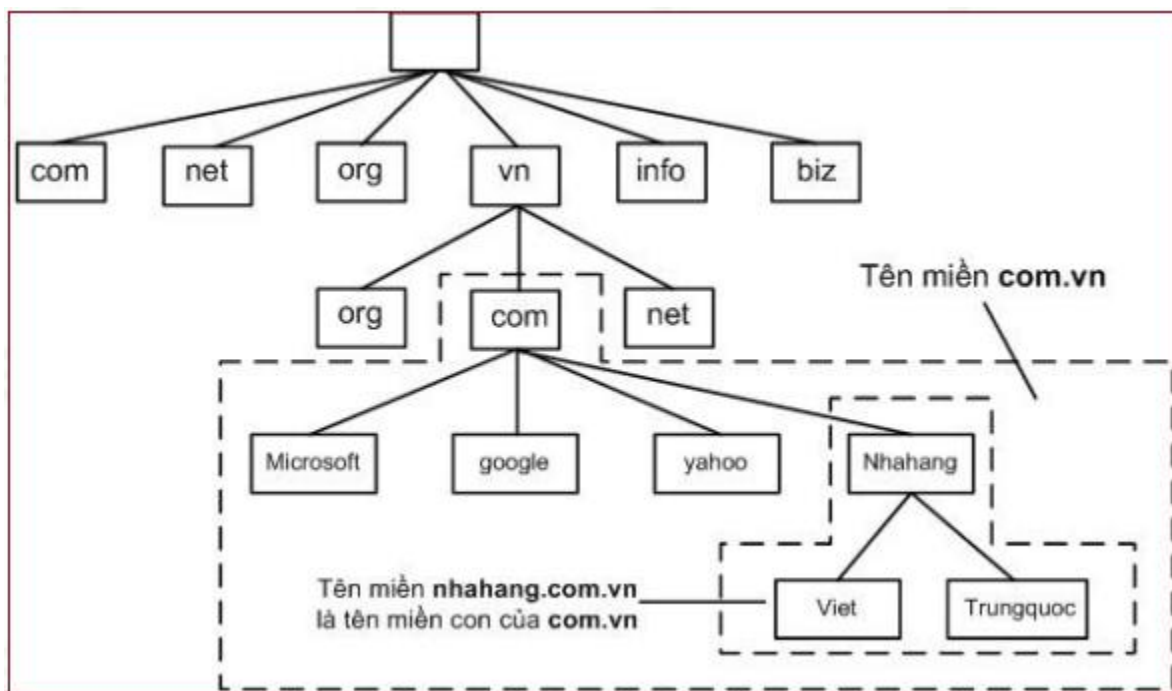 com
net
org
vn
info
biz
Tên miền com.vn
org
com
net
Microsoft
google
yahoo
Nhahang
Tên miền nhahang.com.vn
là tên miền con của com.vn
Viet
Trungquoc